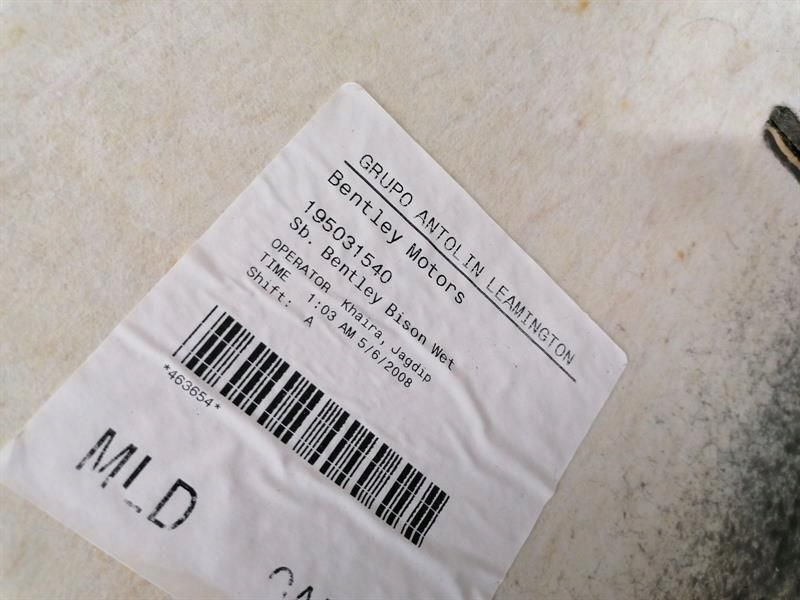 GRUPO ANTOLIN LEAMINGTON
Bentley Motors
195031540
Sb. Bentley Bison Wet
OPERATOR Khaira, Jagdip
TIME 1:03 AM 5/6/2008
Shift: A
*463654*
MLD